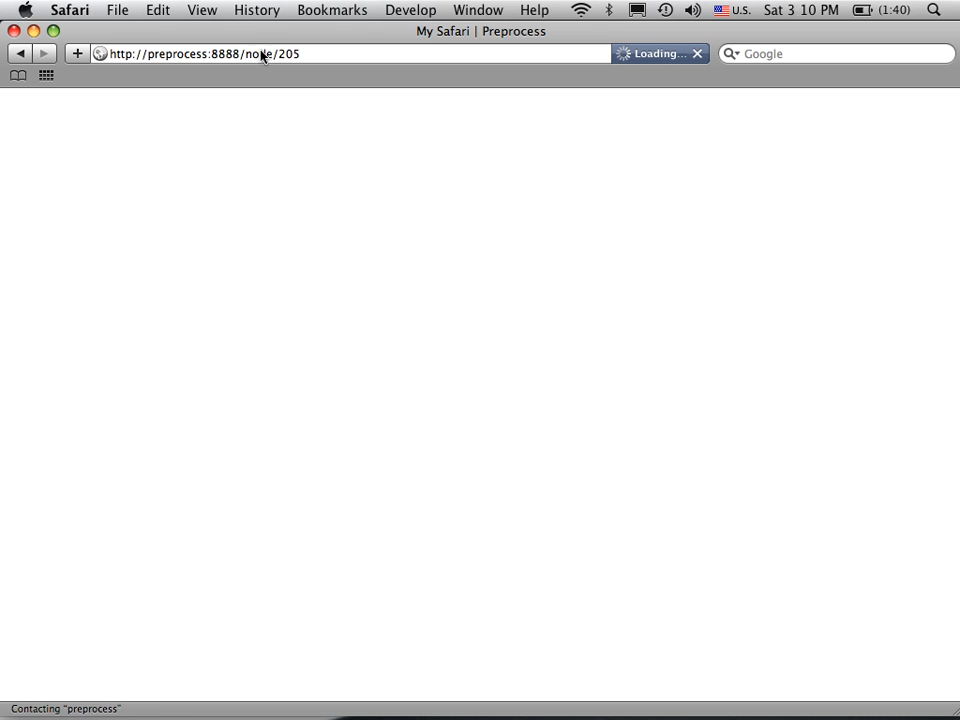 Safari File Edit View History Bookmarks Develop Window Help U.S. Sat 3 10 PM (1:40)
My Safari | Preprocess
http://preprocess:8888/node/205 Loading... Google
Contacting “preprocess”